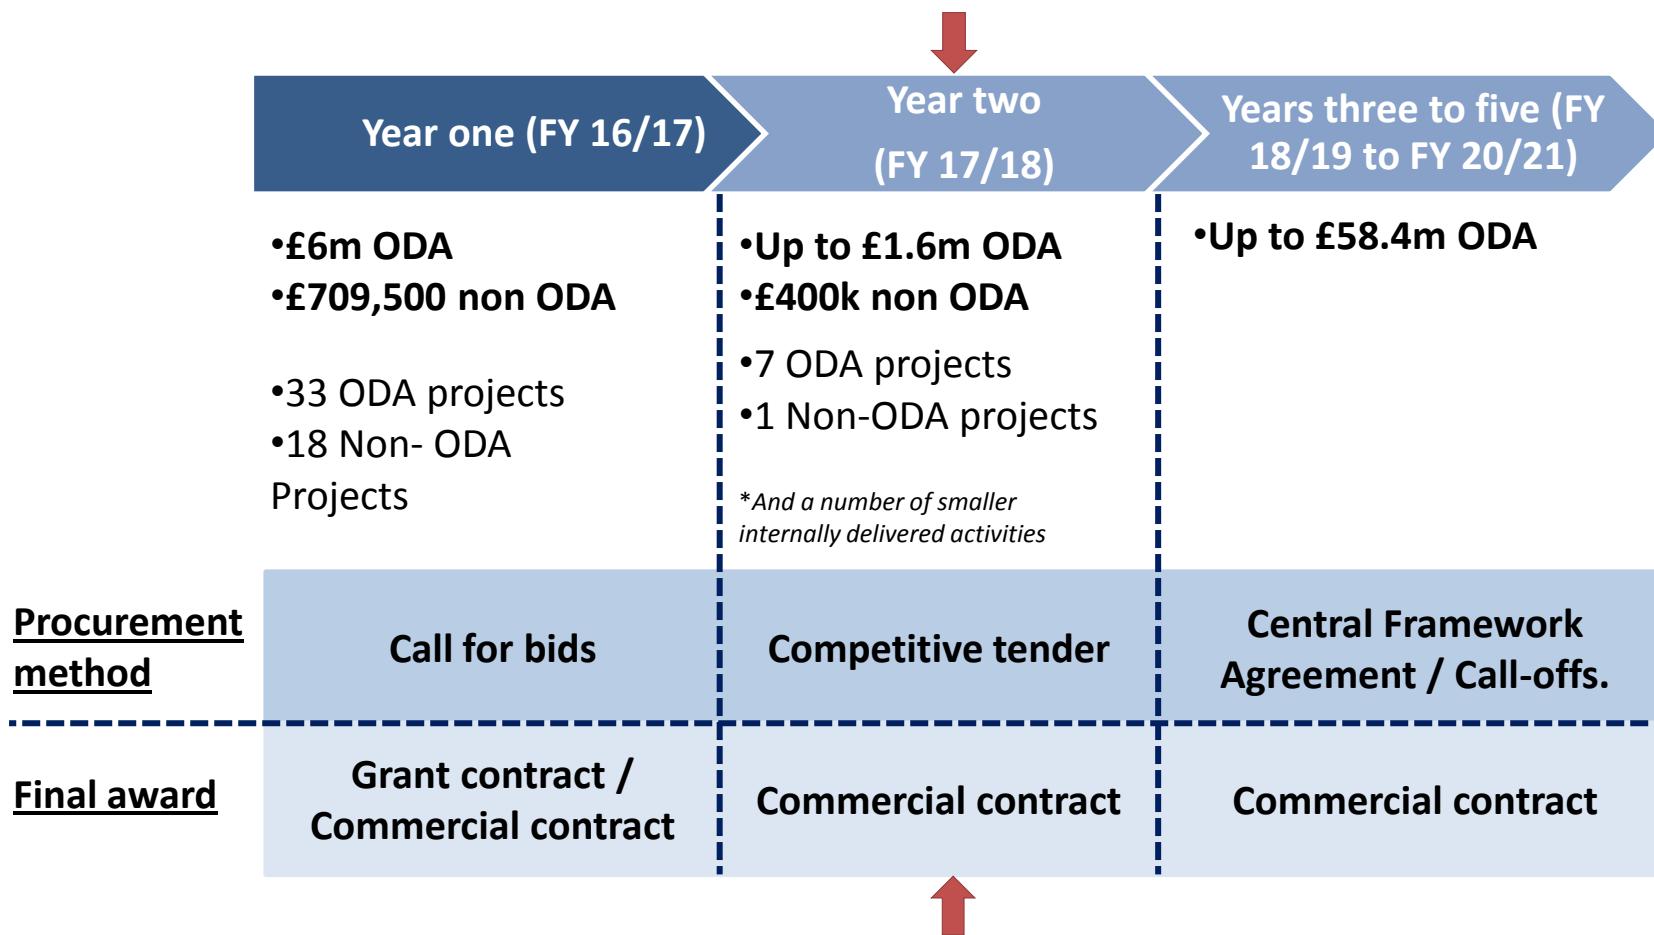 Year one (FY 16/17)
Year two
(FY 17/18)
Years three to five (FY
18/19 to FY 20/21)
•£6m ODA
•£709,500 non ODA
•33 ODA projects
•18 Non- ODA
Projects
•Up to £1.6m ODA
•£400k non ODA
•7 ODA projects
•1 Non-ODA projects
*And a number of smaller
internally delivered activities
•Up to £58.4m ODA
Procurement
method
Call for bids
Competitive tender
Central Framework
Agreement / Call-offs.
Final award
Grant contract /
Commercial contract
Commercial contract
Commercial contract